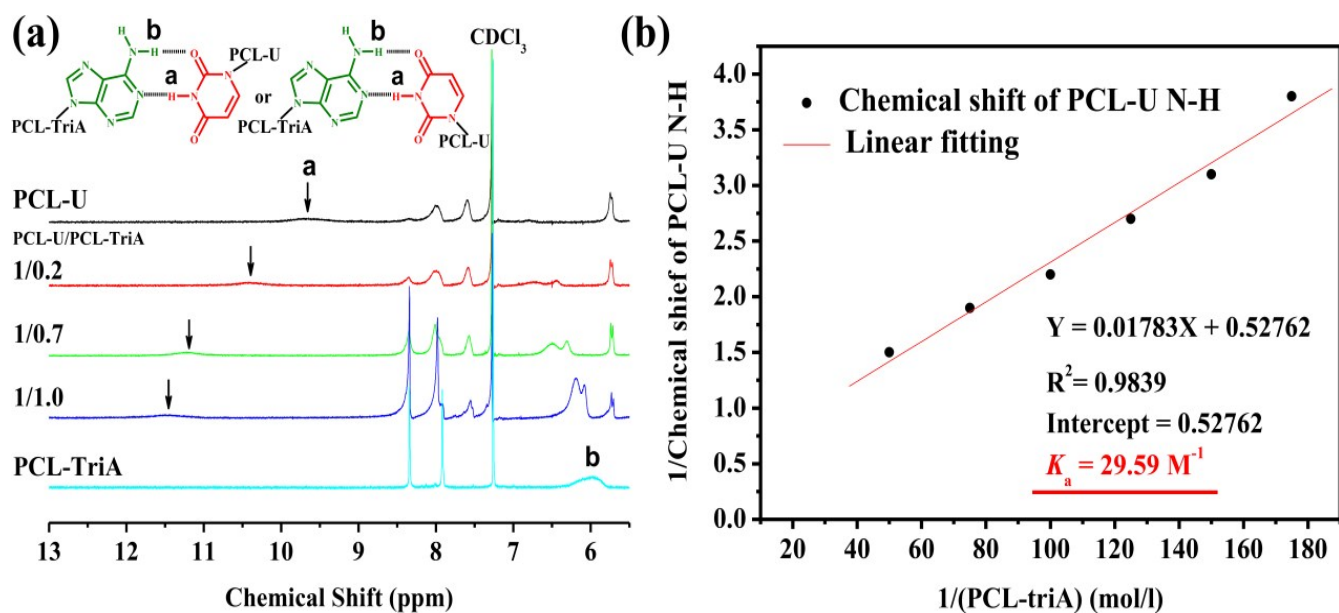 (a)
b
PCL-U
a
or
PCL-TriA
b
a
PCL-TriA
PCL-U
CDCl3
a
PCL-U
PCL-U/PCL-TriA
1/0.2
1/0.7
1/1.0
PCL-TriA
b
13 12 11 10 9 8 7 6
Chemical Shift (ppm)
H
N-H
O
N
N
N
N
N
H
N
N
O
H
N-H
O
N
N
N
N
N
H
N
N
O
(b)
1/Chemical shief of PCL-U N-H
4.0
3.5
3.0
2.5
2.0
1.5
1.0
0.5
0.0
Chemical shift of PCL-U N-H
Linear fitting
Y = 0.01783X + 0.52762
R2= 0.9839
Intercept = 0.52762
Ka = 29.59 M-1
20 40 60 80 100 120 140 160 180
1/(PCL-triA) (mol/l)